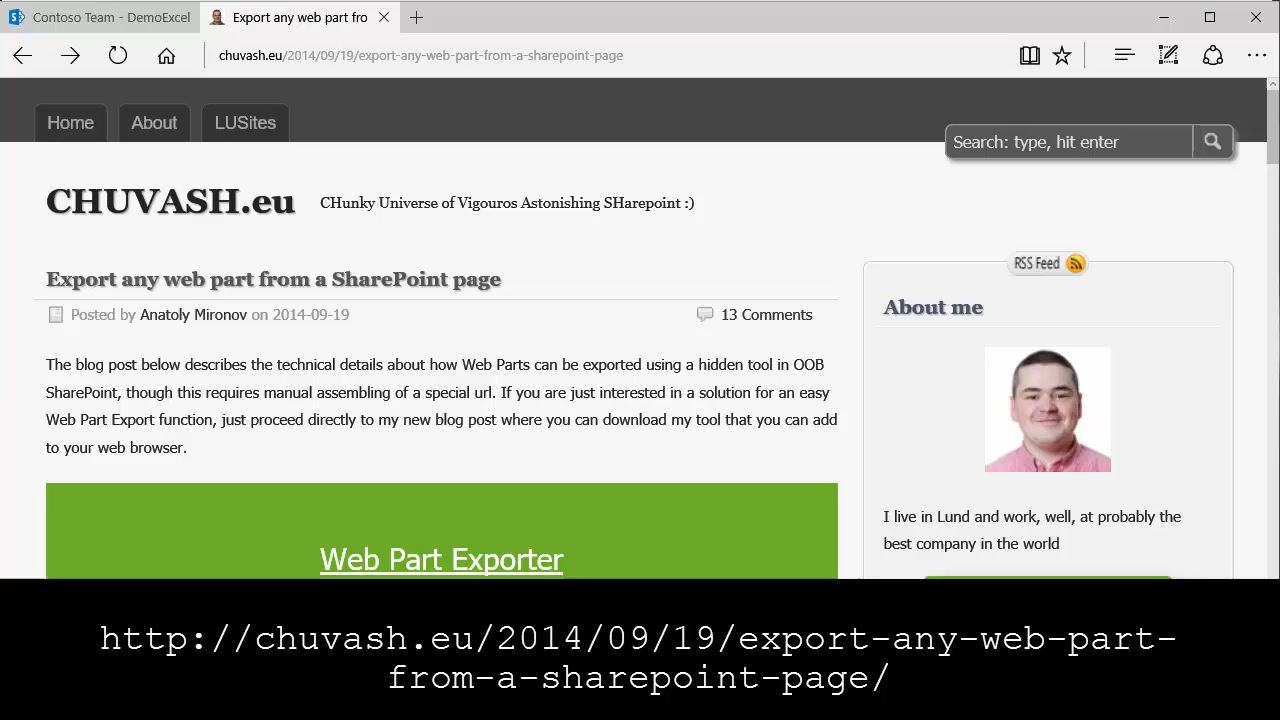 Contoso Team - DemoExcel
Export any web part fro
chuvash.eu/2014/09/19/export-any-web-part-from-a-sharepoint-page
Home
About
LUSites
Search: type, hit enter
CHUVASH.eu
CHunky Universe of Vigouros Astonishing SHarepoint :)
Export any web part from a SharePoint page
Posted by Anatoly Mironov on 2014-09-19
13 Comments
The blog post below describes the technical details about how Web Parts can be exported using a hidden tool in OOB
SharePoint, though this requires manual assembling of a special url. If you are just interested in a solution for an easy
Web Part Export function, just proceed directly to my new blog post where you can download my tool that you can add
to your web browser.
Web Part Exporter
RSS Feed
About me
I live in Lund and work, well, at probably the
best company in the world
http://chuvash.eu/2014/09/19/export-any-web-part-
from-a-sharepoint-page/